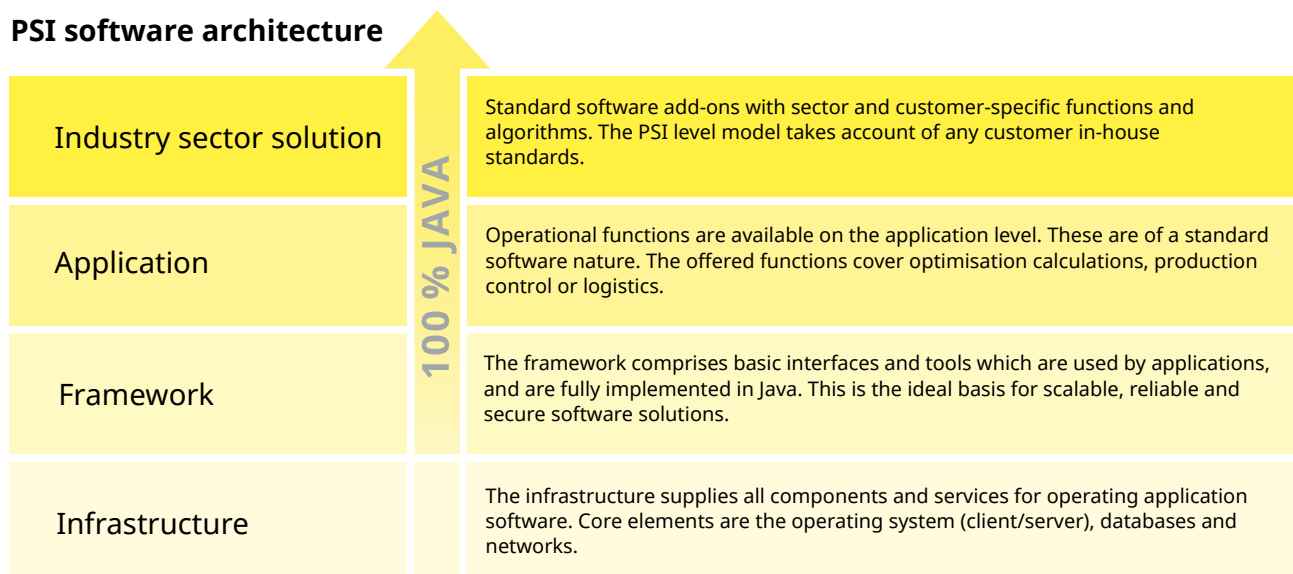 PSI software architecture
Industry sector solution
Standard software add-ons with sector and customer-specific functions and
algorithms. The PSI level model takes account of any customer in-house
standards.
100 % JAVA
Application
Operational functions are available on the application level. These are of a standard
software nature. The offered functions cover optimisation calculations, production
control or logistics.
Framework
The framework comprises basic interfaces and tools which are used by applications,
and are fully implemented in Java. This is the ideal basis for scalable, reliable and
secure software solutions.
Infrastructure
The infrastructure supplies all components and services for operating application
software. Core elements are the operating system (client/server), databases and
networks.